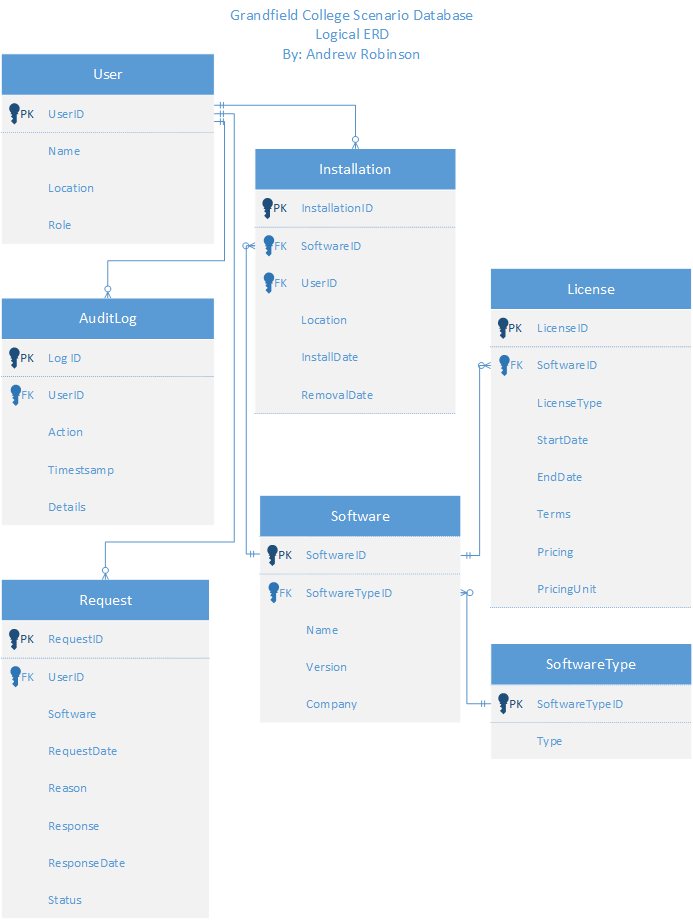 Grandfield College Scenario Database
Logical ERD
By: Andrew Robinson
User
PK UserID
Name
Location
Role
Installation
PK InstallationID
FK SoftwareID
FK UserID
Location
InstallDate
RemovalDate
License
PK LicenseID
FK SoftwareID
LicenseType
StartDate
EndDate
Terms
Pricing
PricingUnit
AuditLog
PK Log ID
FK UserID
Action
Timestsamp
Details
Software
PK SoftwareID
FK SoftwareTypeID
Name
Version
Company
Request
PK RequestID
FK UserID
Software
RequestDate
Reason
Response
ResponseDate
Status
SoftwareType
PK SoftwareTypeID
Type